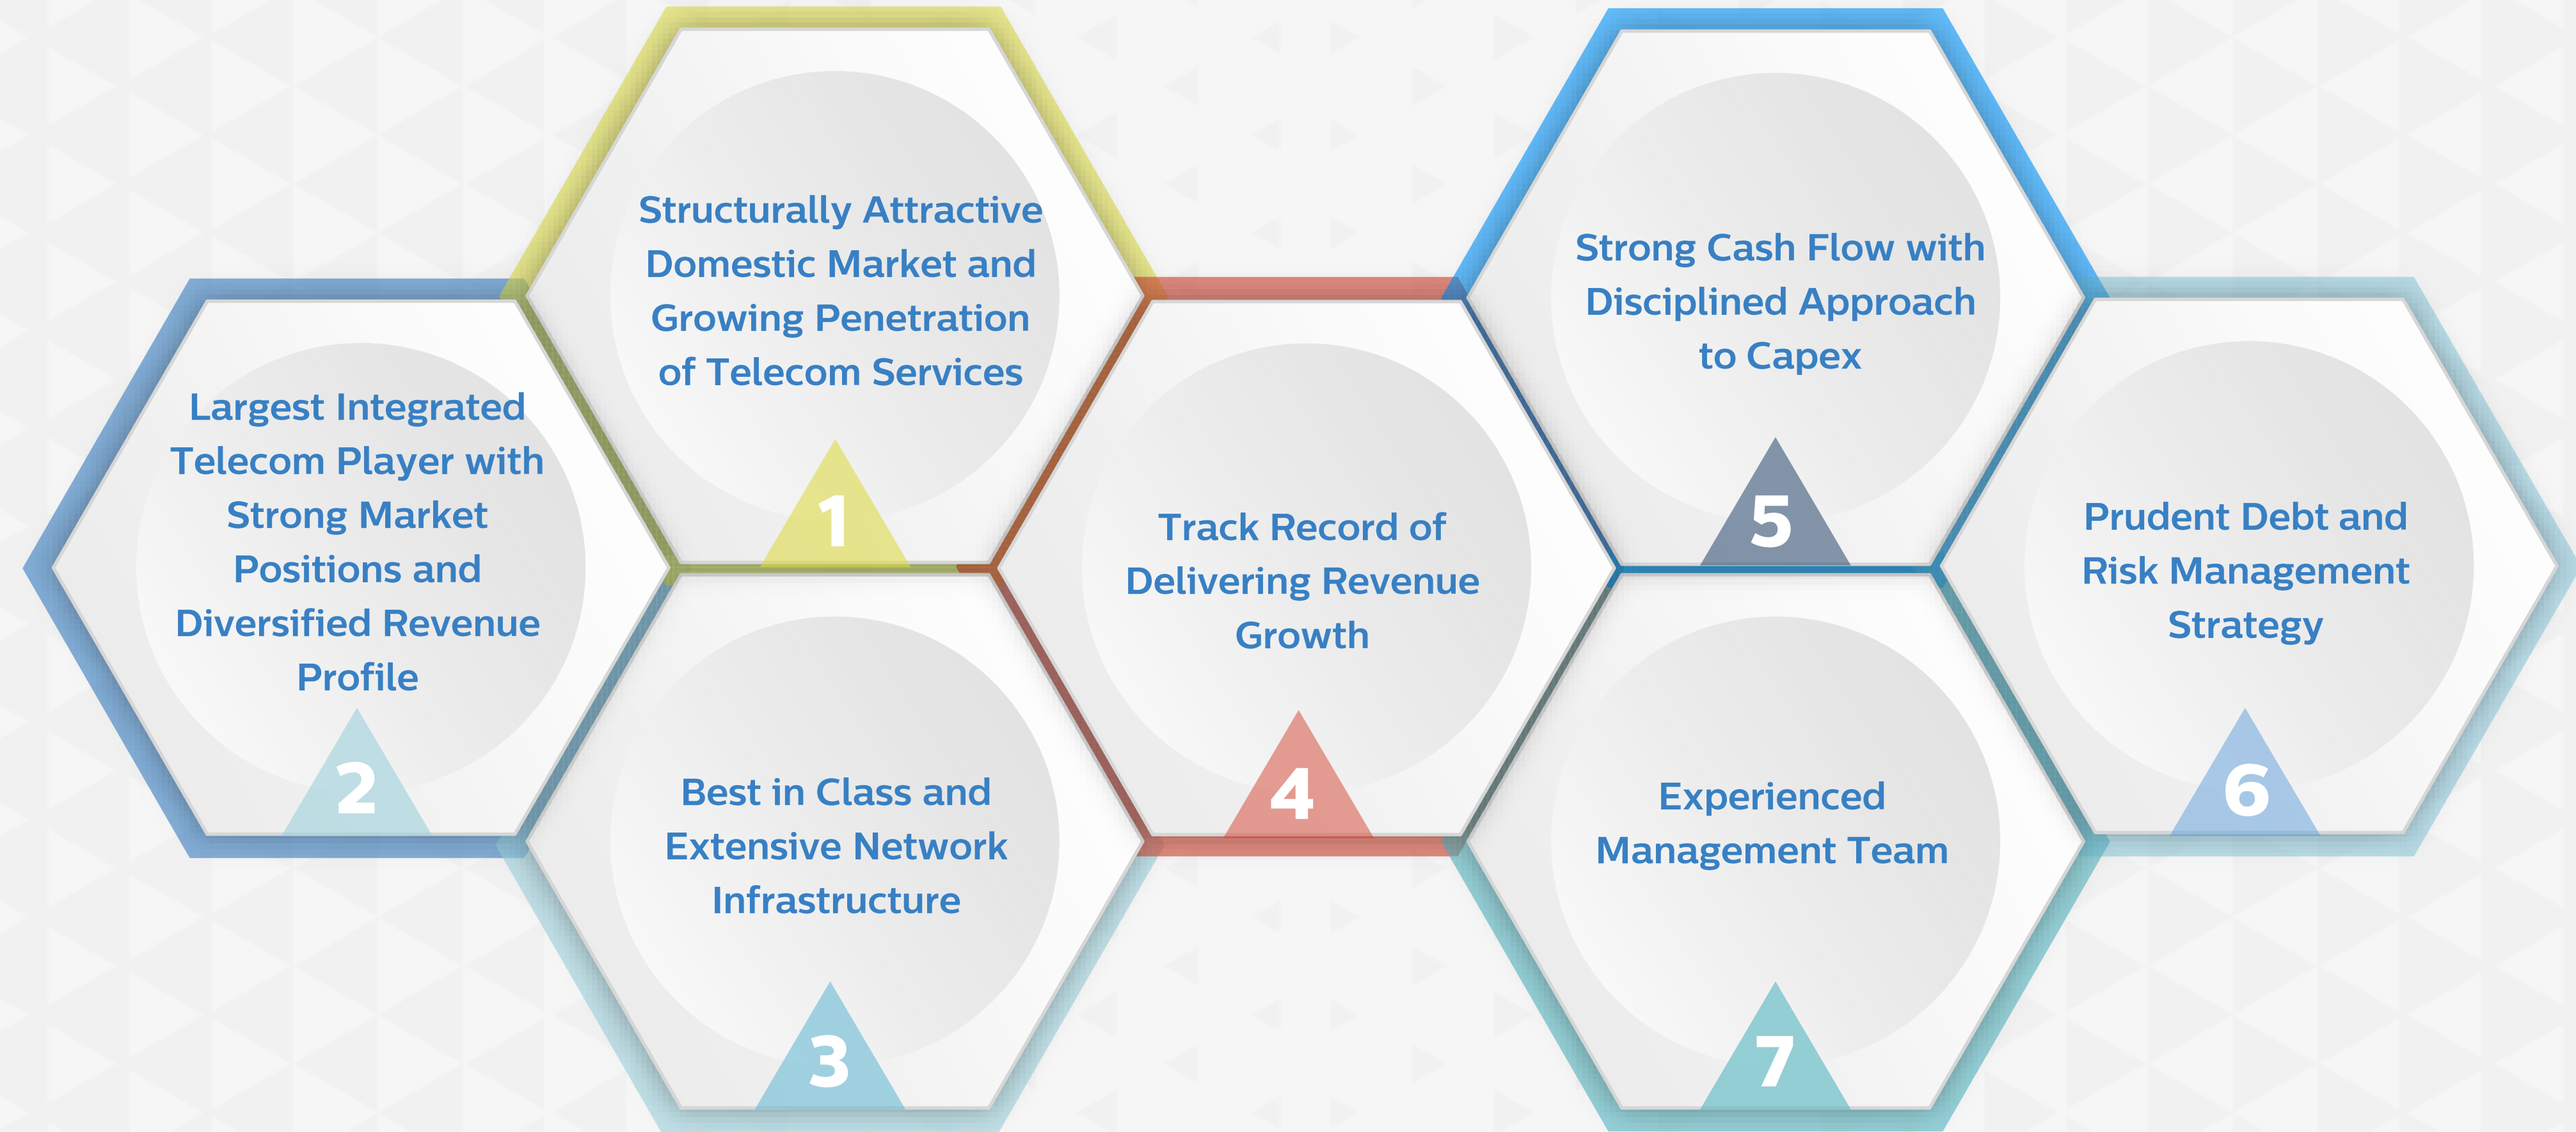 Structurally Attractive
Domestic Market and
Growing Penetration
of Telecom Services
1
Largest Integrated
Telecom Player with
Strong Market
Positions and
Diversified Revenue
Profile
2
Best in Class and
Extensive Network
Infrastructure
3
Track Record of
Delivering Revenue
Growth
4
Strong Cash Flow with
Disciplined Approach
to Capex
5
Prudent Debt and
Risk Management
Strategy
6
Experienced
Management Team
7